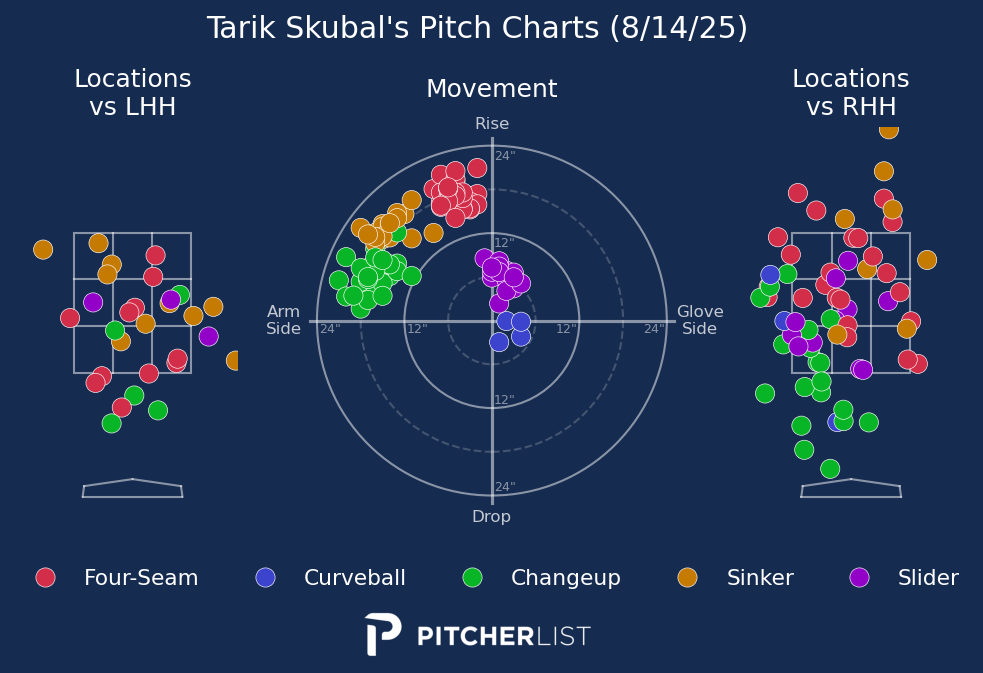 Tarik Skubal's Pitch Charts (8/14/25)
Locations
vs LHH
Movement
Locations
vs RHH
Rise
24"
12"
Arm
Side
24"
12"
12"
24"
Glove
Side
12"
24"
Drop
Four-Seam
Curveball
Changeup
Sinker
Slider
PITCHERLIST